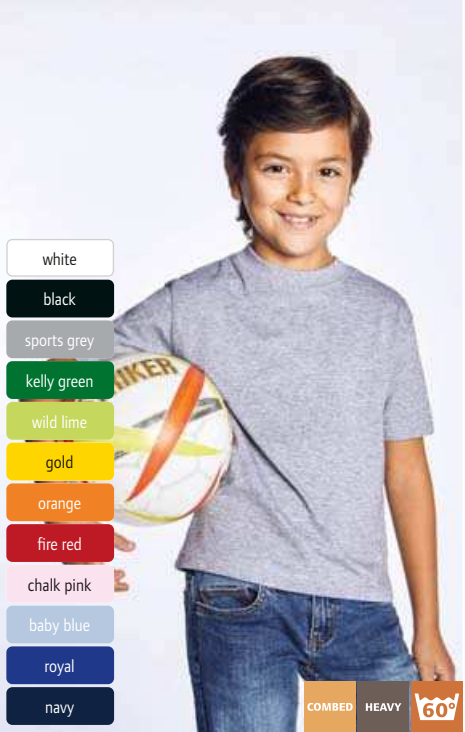 white
black
sports grey
kelly green
wild lime
gold
orange
fire red
chalk pink
baby blue
royal
navy
COMBED HEAVY 60°